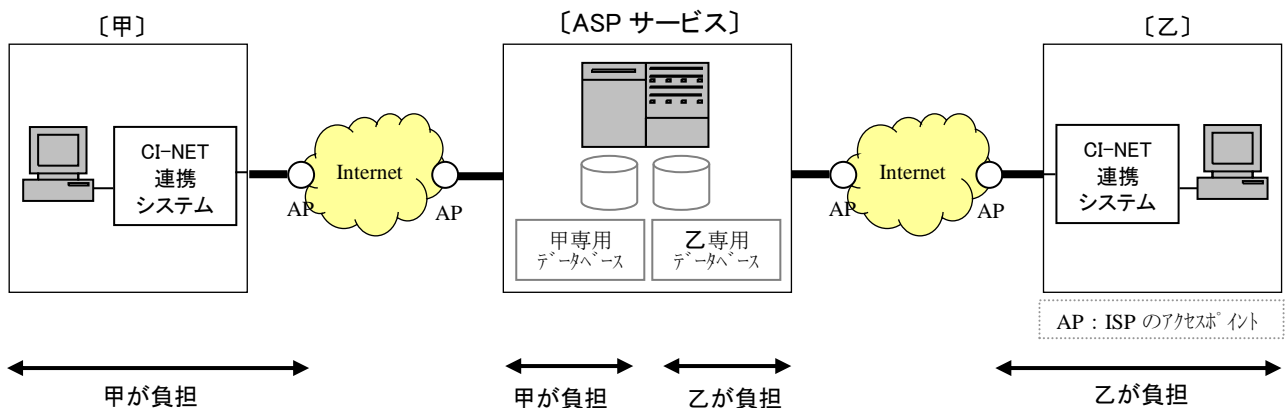 〔甲〕
〔ASP サービス〕
〔乙〕
CI-NET
連携
システム
Internet
AP
AP
甲専用
データベース
乙専用
データベース
Internet
AP
AP
CI-NET
連携
システム
AP：ISP のアクセスポイント
甲が負担
甲が負担
乙が負担
乙が負担